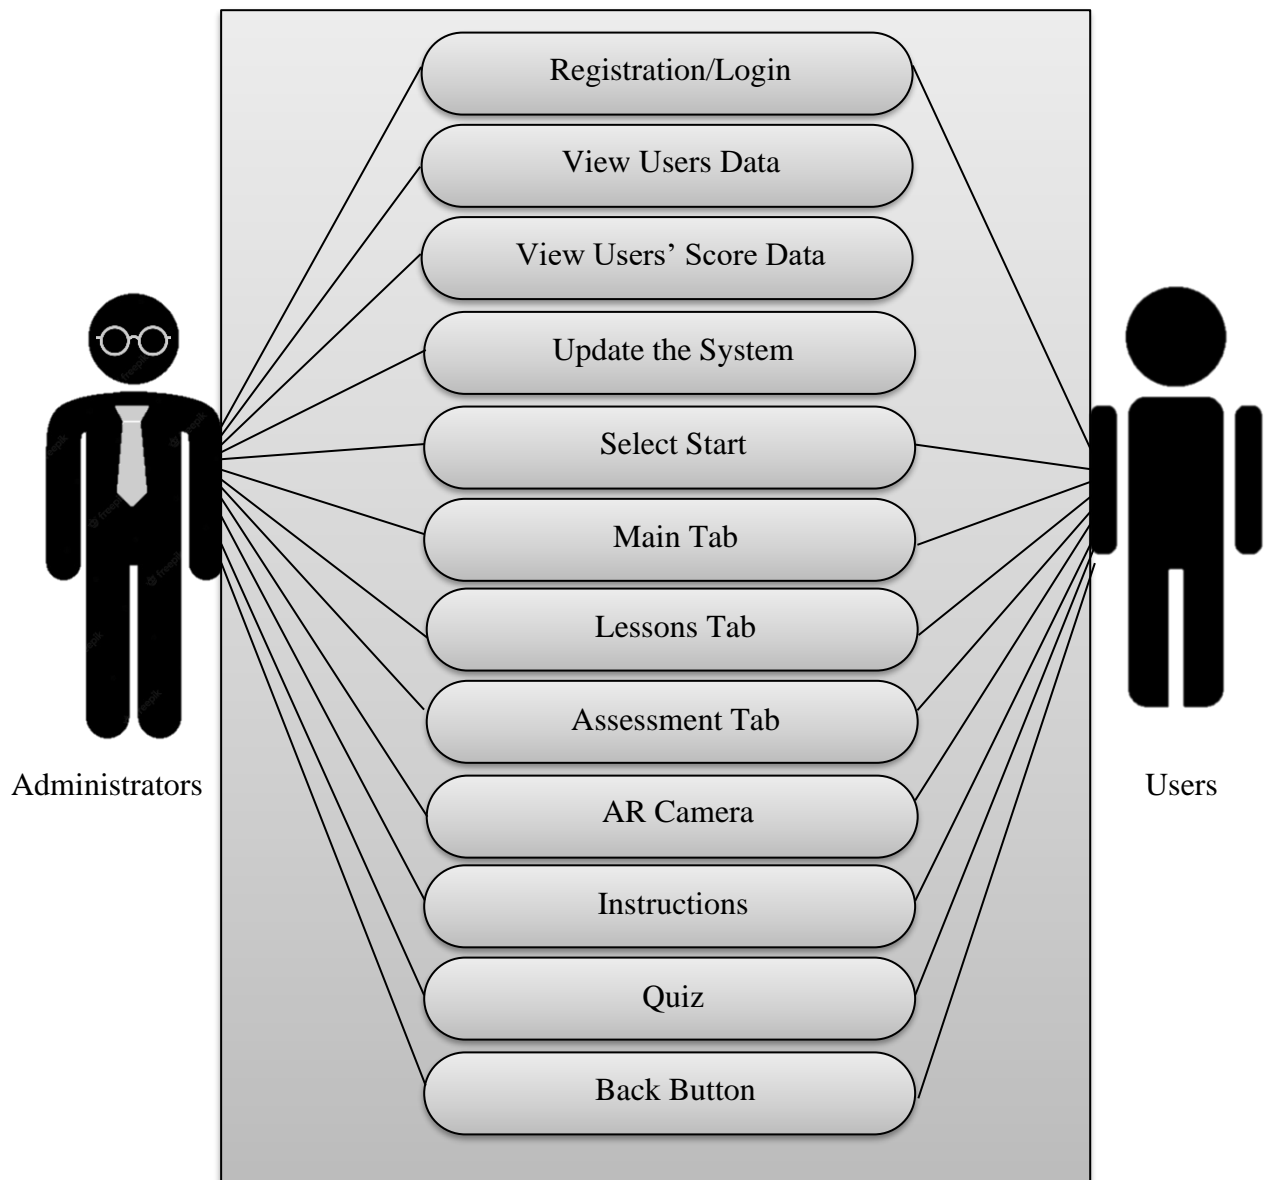 Registration/Login
View Users Data
View Users’ Score Data
Update the System
Select Start
Main Tab
Lessons Tab
Assessment Tab
Administrators
Users
AR Camera
Instructions
Quiz
Back Button